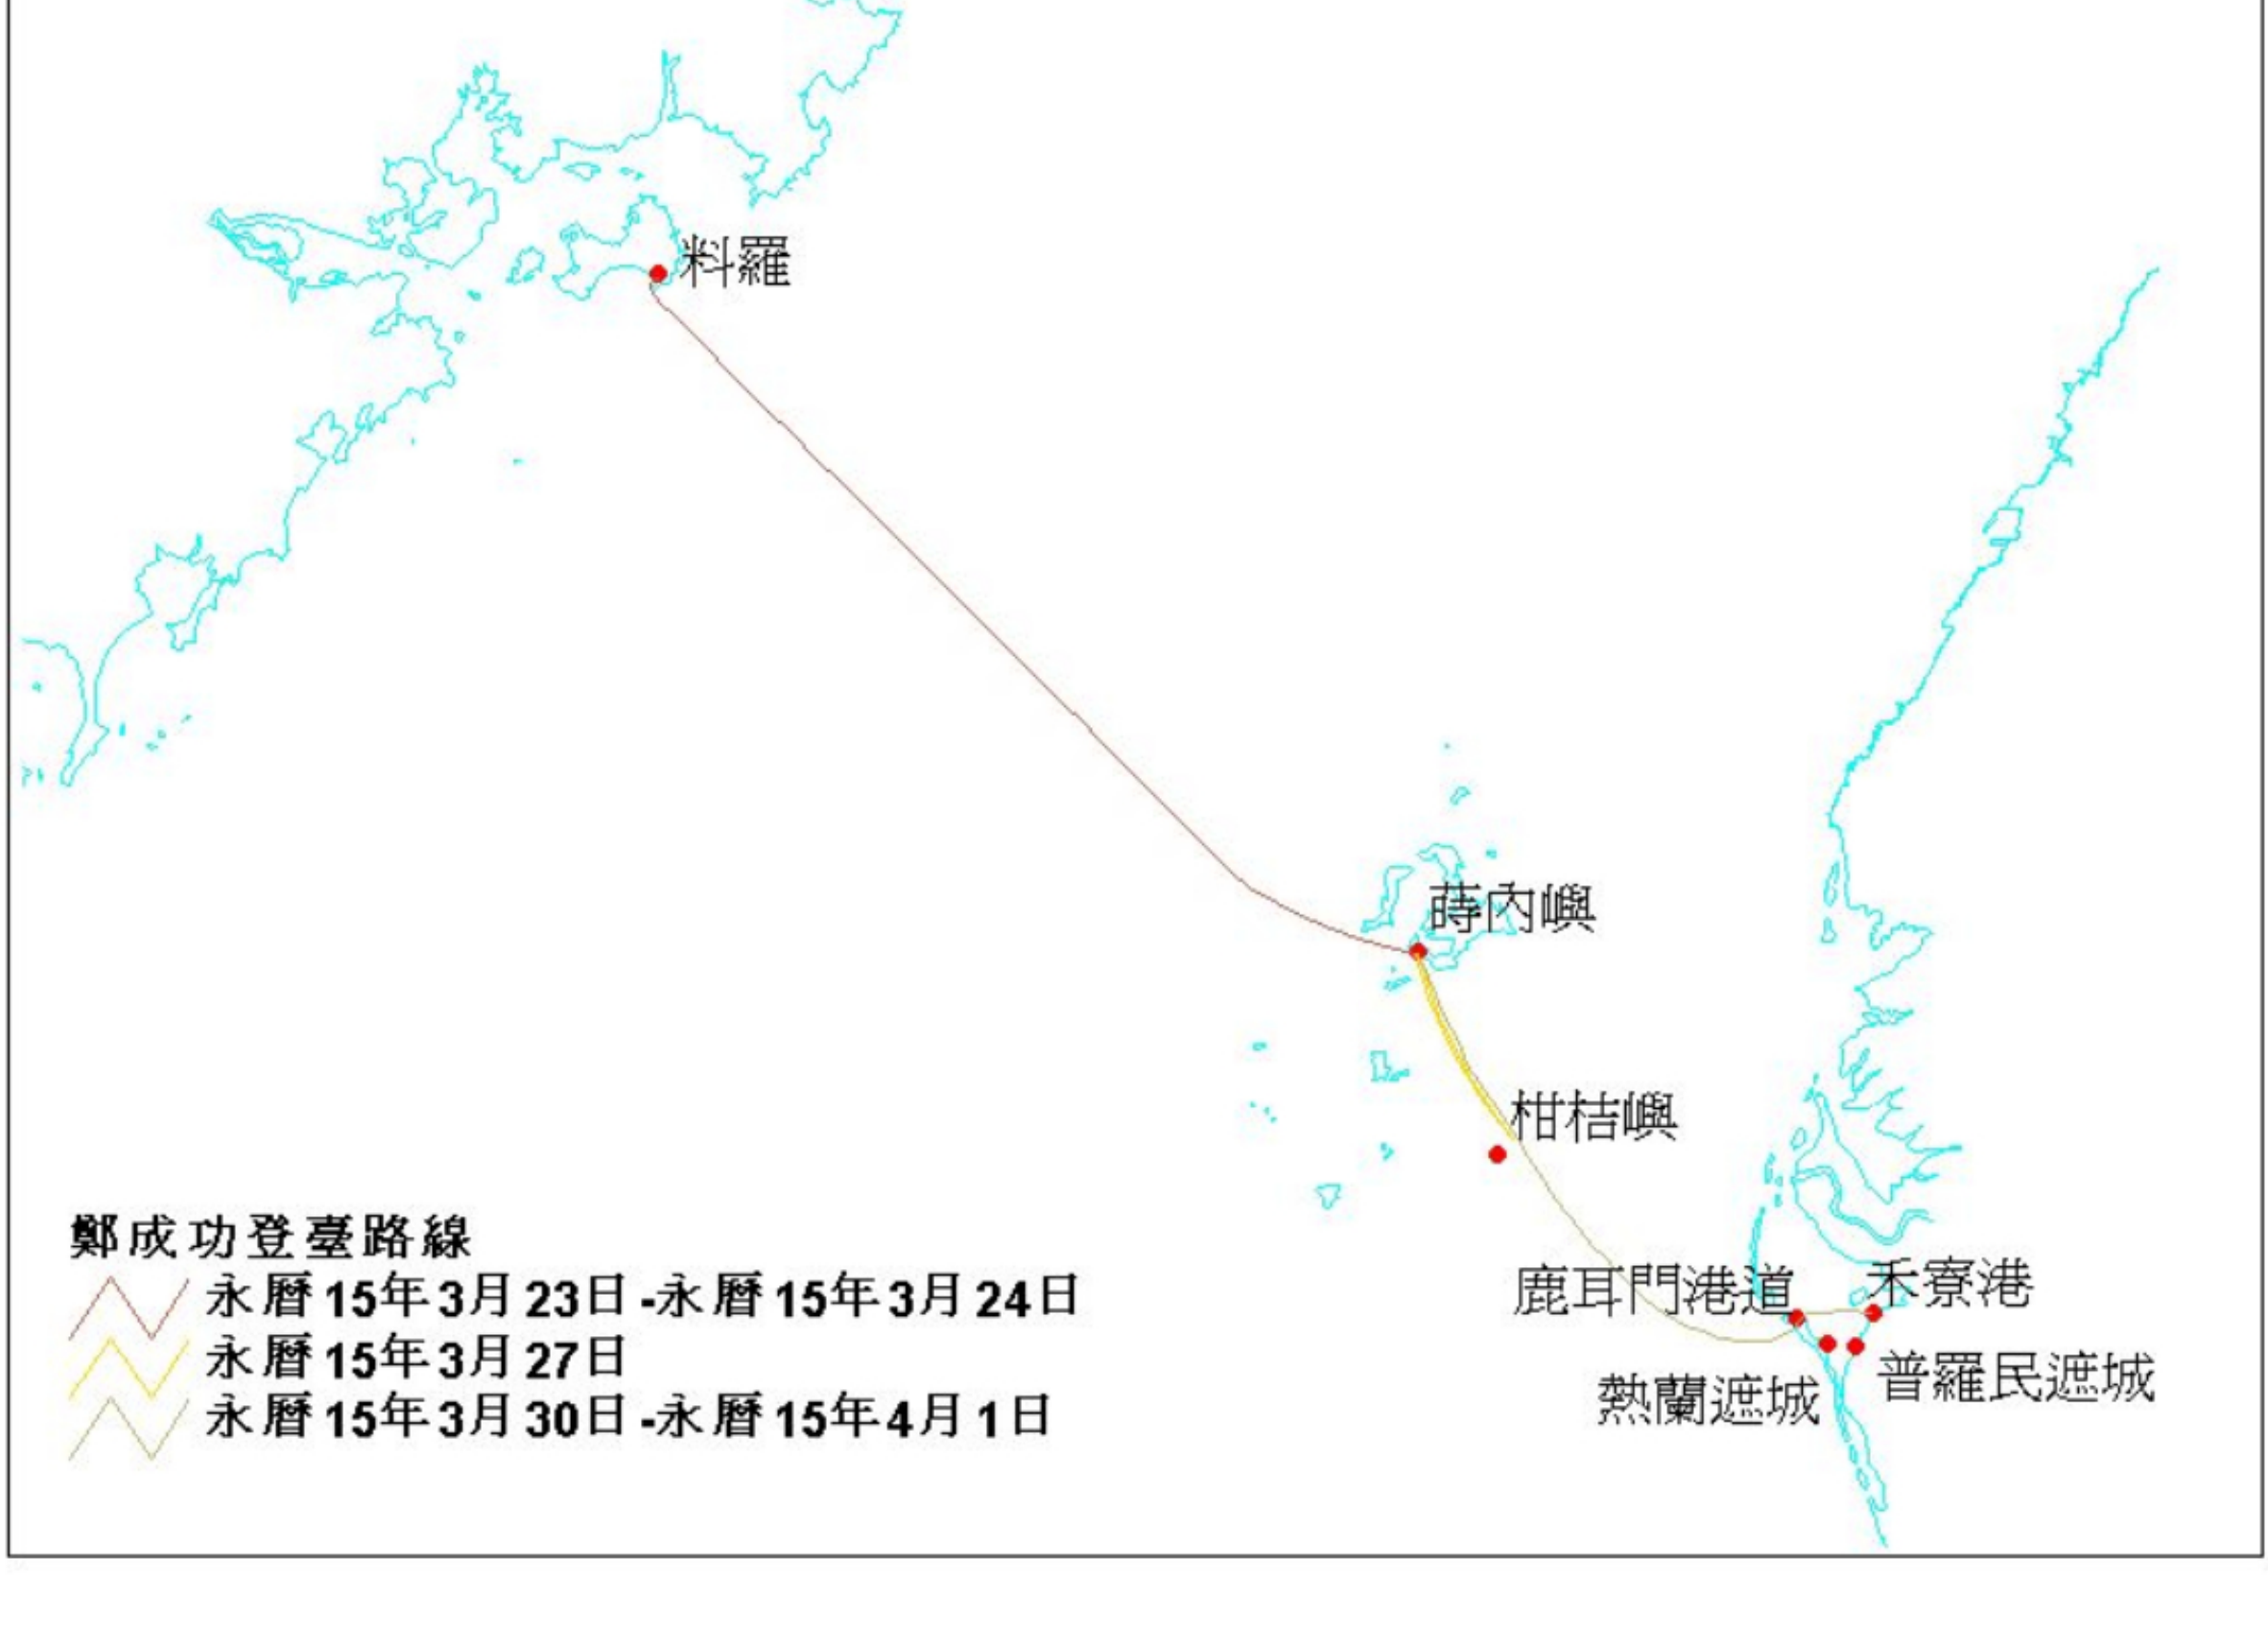 料羅
蒔內嶼
柑桔嶼
鹿耳門港道
禾寮港
熱蘭遮城
普羅民遮城
鄭成功登臺路線
永曆15年3月23日-永曆15年3月24日
永曆15年3月27日
永曆15年3月30日-永曆15年4月1日